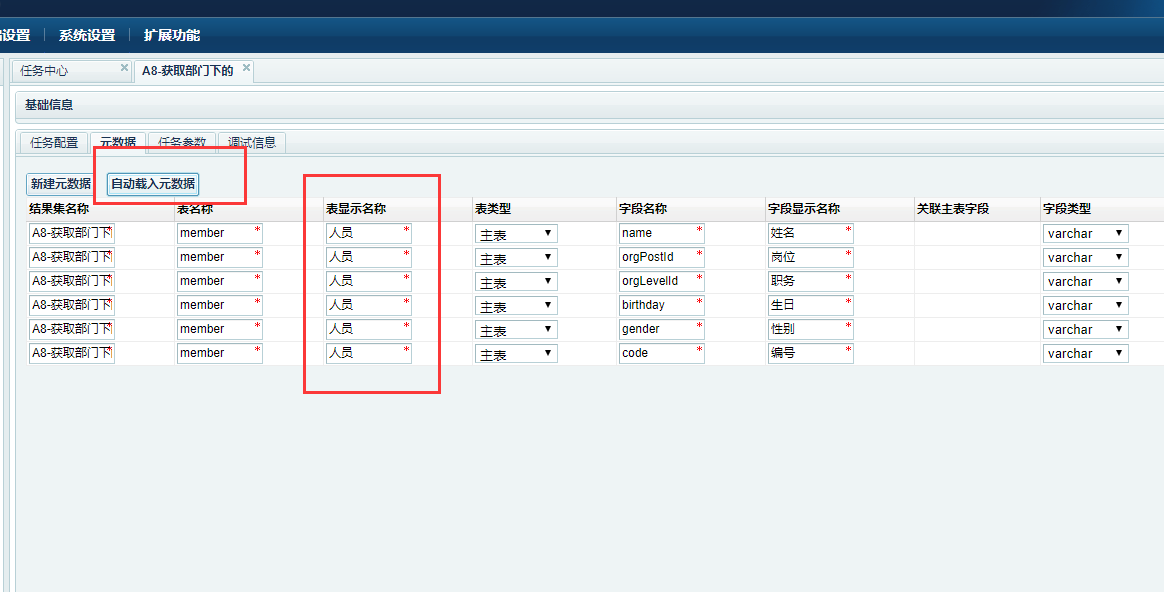 设置 系统设置 扩展功能
任务中心 A8-获取部门下的
基础信息
任务配置 元数据 任务参数 调试信息
新建元数据 自动载入元数据
结果集名称 表名称 表显示名称 表类型 字段名称 字段显示名称 关联主表字段 字段类型
A8-获取部门下* member* 人员* 主表 name* 姓名* varchar
A8-获取部门下* member* 人员* 主表 orgPostId* 岗位* varchar
A8-获取部门下* member* 人员* 主表 orgLevelId* 职务* varchar
A8-获取部门下* member* 人员* 主表 birthday* 生日* varchar
A8-获取部门下* member* 人员* 主表 gender* 性别* varchar
A8-获取部门下* member* 人员* 主表 code* 编号* varchar